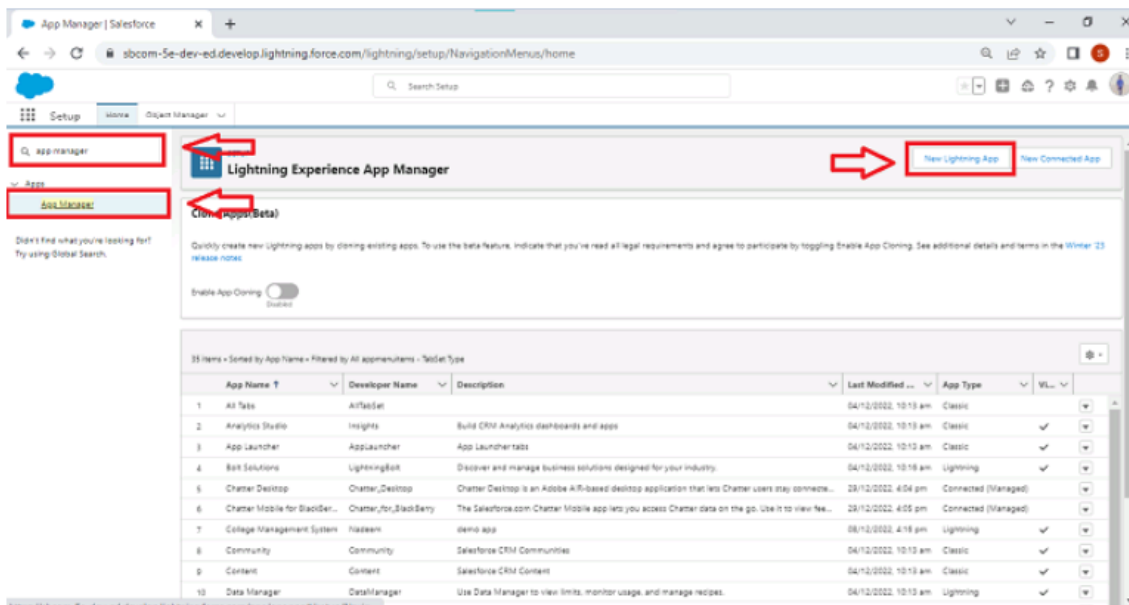 App Manager | Salesforce
sbcom-5e-dev-ed.develop.lightning.force.com/lightning/setup/NavigationMenus/home
S
Search Setup
Setup
Home
Object Manager
app manager
Apps
App Manager
Didn't find what you're looking for?
Try using Global Search.
Lightning Experience App Manager
New Lightning App
New Connected App
Apps(Beta)
Quickly create new Lightning apps by cloning existing apps. To use the beta feature, indicate that you've read all legal requirements and agree to participate by toggling Enable App Cloning. See additional details and terms in the Winter '23
release notes
Enable App Cloning
Disabled
35 items • Sorted by App Name • Filtered by All appmenuitems - TabSet Type
App Name ↑ Developer Name Description Last Modified ... App Type Vi...
1 All Tabs AllTabSet 04/12/2022, 10:13 am Classic
2 Analytics Studio Insights Build CRM Analytics dashboards and apps 04/12/2022, 10:13 am Classic
3 App Launcher AppLauncher App Launcher tabs 04/12/2022, 10:13 am Classic
4 Bolt Solutions LightningBolt Discover and manage business solutions designed for your industry. 04/12/2022, 10:16 am Lightning
5 Chatter Desktop Chatter_Desktop Chatter Desktop is an Adobe AIR-based desktop application that lets Chatter users stay connecte... 29/12/2022, 4:04 pm Connected (Managed)
6 Chatter Mobile for BlackBer... Chatter_for_BlackBerry The Salesforce.com Chatter Mobile app lets you access Chatter data on the go. Use it to view fee... 29/12/2022, 4:05 pm Connected (Managed)
7 College Management System Nadeem demo app 08/12/2022, 4:16 pm Lightning
8 Community Community Salesforce CRM Communities 04/12/2022, 10:13 am Classic
9 Content Content Salesforce CRM Content 04/12/2022, 10:13 am Classic
10 Data Manager DataManager Use Data Manager to view limits, monitor usage, and manage recipes. 04/12/2022, 10:13 am Lightning